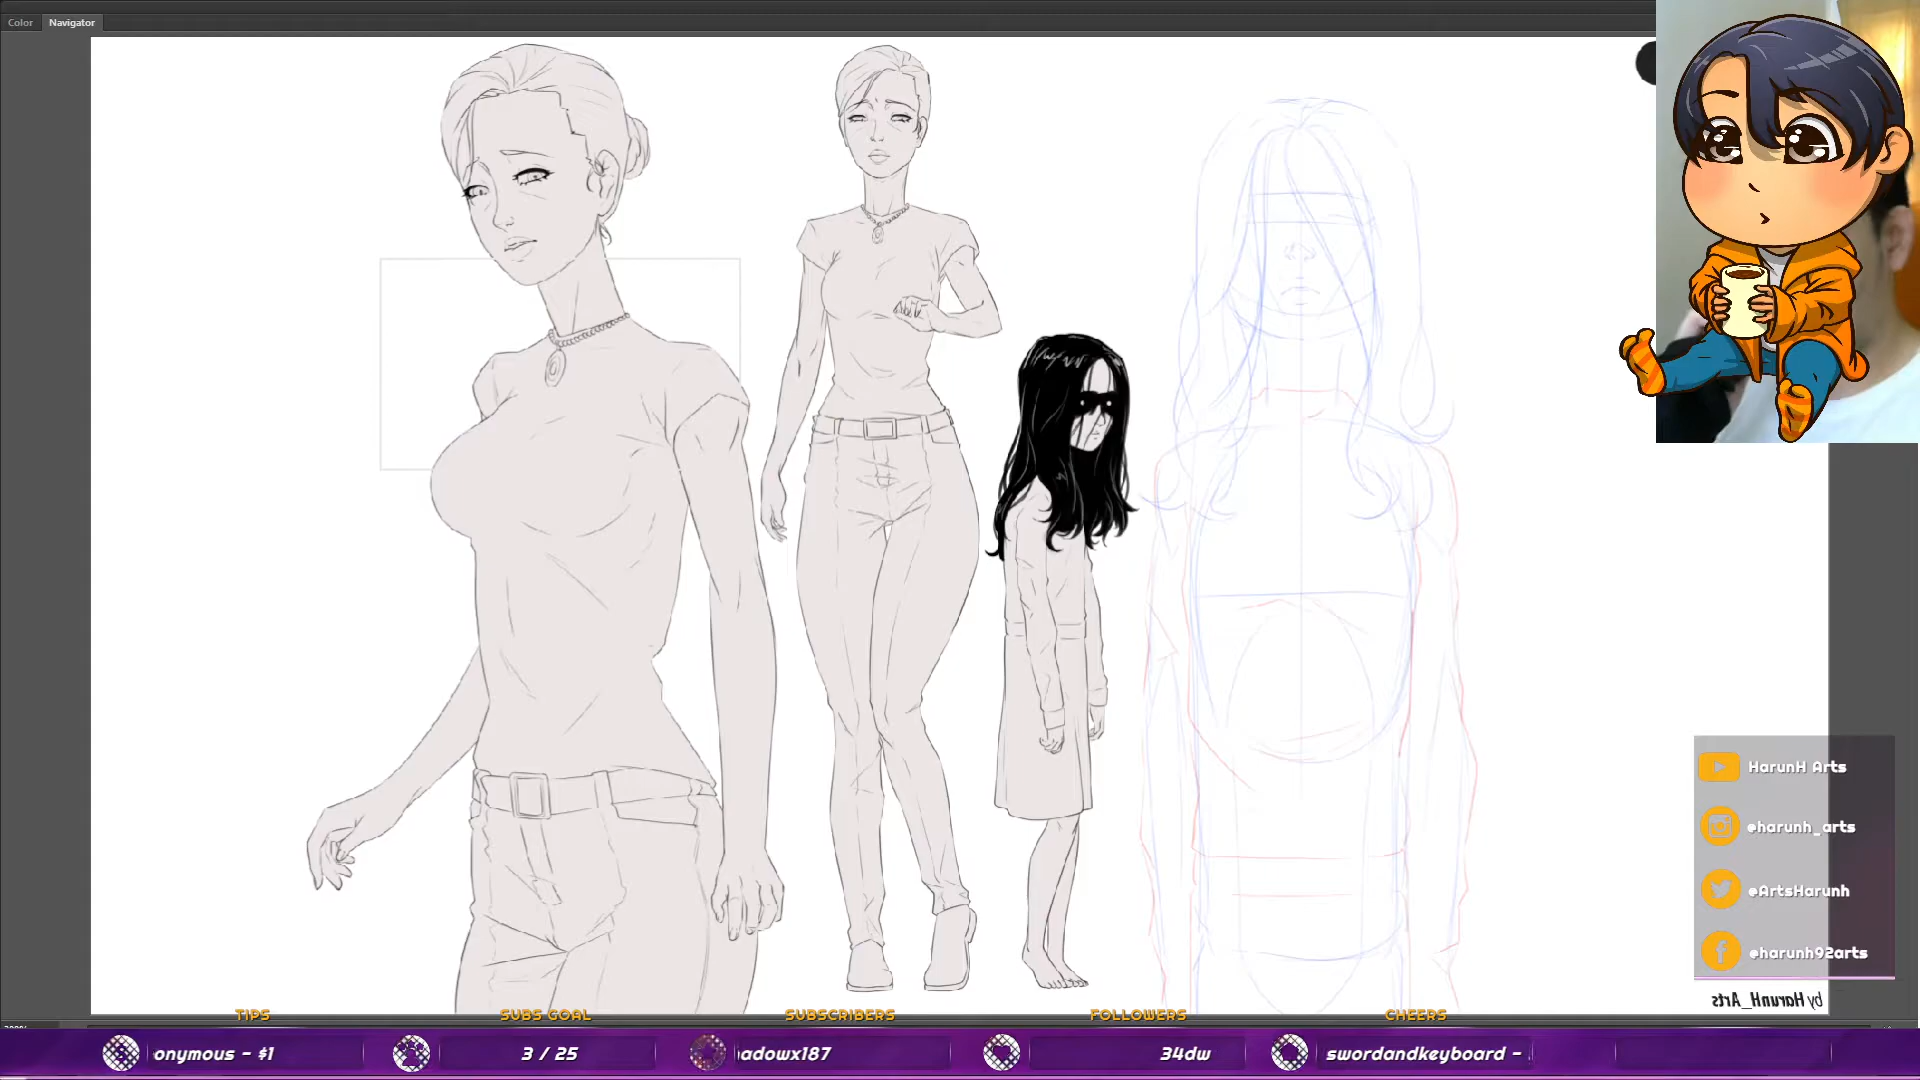 Color Navigator
HarunH Arts
@harunh_arts
@ArtsHarunh
@harunh92arts
by HarunH_Arts
TIPS SUBS GOAL SUBSCRIBERS FOLLOWERS CHEERS
onymous - $1 3 / 25 adowx187 34dw swordandkeyboard -